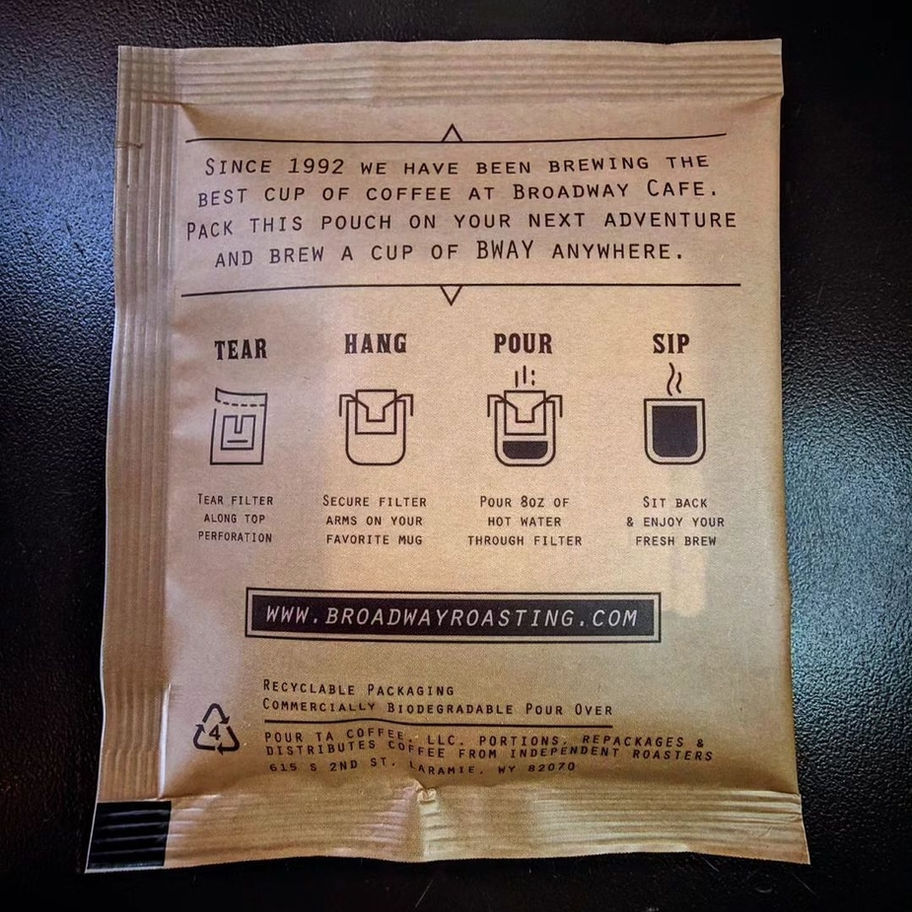 Since 1992 we have been brewing the
best cup of coffee at Broadway Cafe.
Pack this pouch on your next adventure
and brew a cup of BWAY anywhere.
TEAR
HANG
POUR
SIP
Tear filter
along top
perforation
Secure filter
arms on your
favorite mug
Pour 8oz of
hot water
through filter
Sit back
& enjoy your
fresh brew
WWW.BROADWAYROASTING.COM
Recyclable Packaging
Commercially Biodegradable Pour Over
4
POUR TA COFFEE, LLC. PORTIONS, REPACKAGES &
DISTRIBUTES COFFEE FROM INDEPENDENT ROASTERS
615 S 2ND ST. LARAMIE, WY 82070